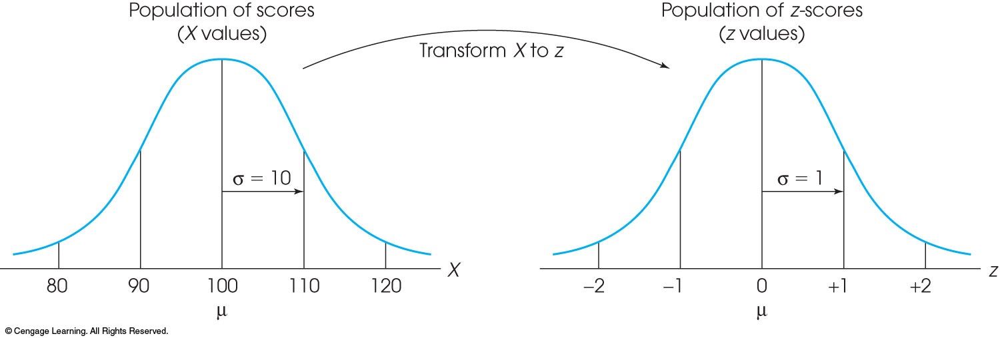 Population of scores
(X values)
Transform X to z
Population of z-scores
(z values)
σ = 10
σ = 1
80 90 100 110 120 X
μ
–2 –1 0 +1 +2 z
μ
© Cengage Learning. All Rights Reserved.